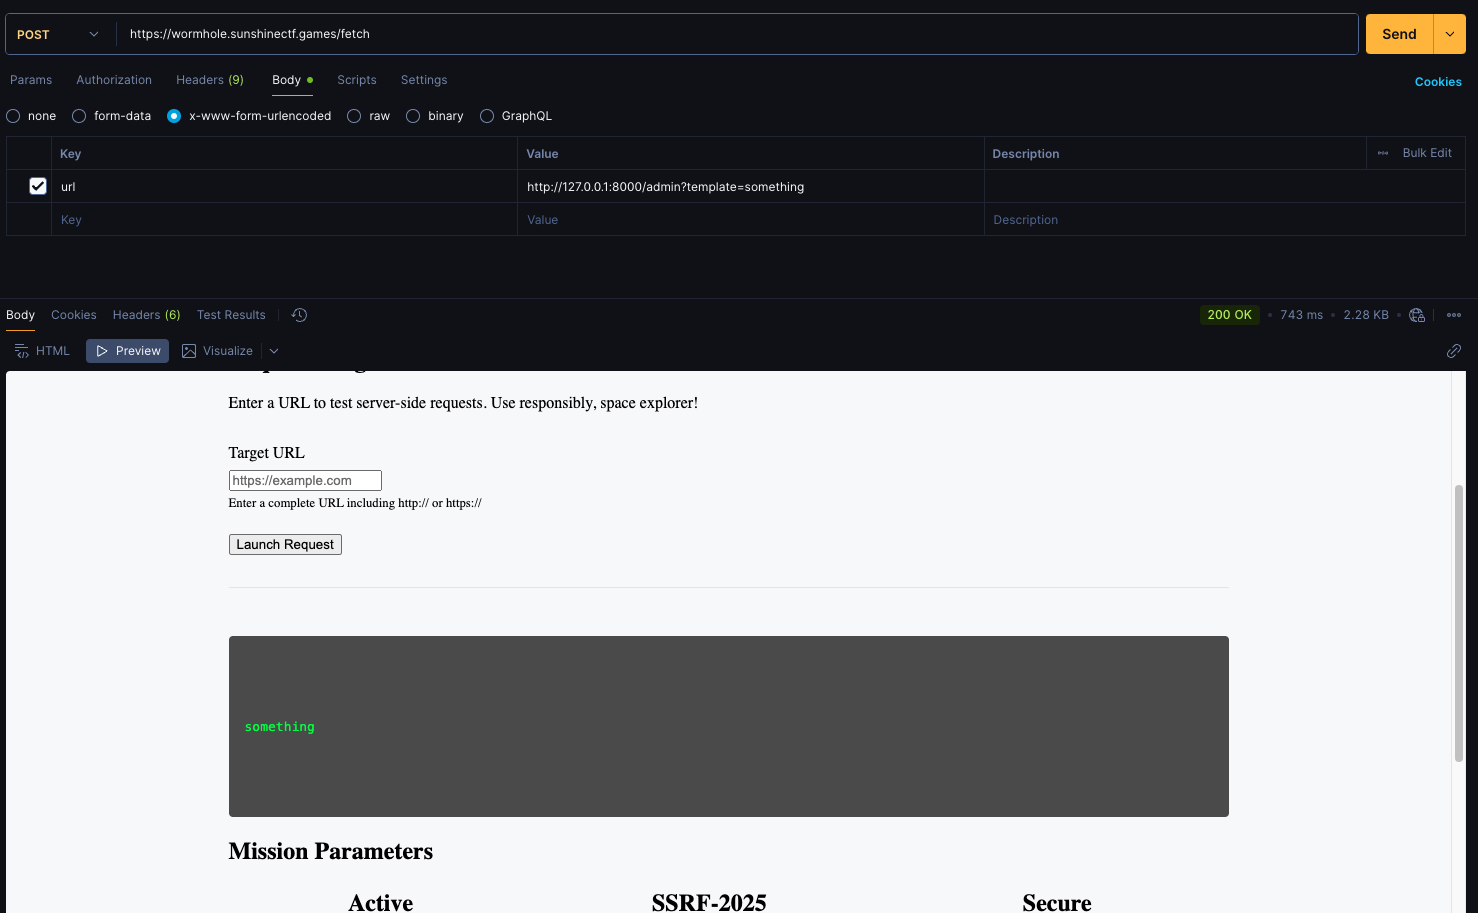 POST https://wormhole.sunshinectf.games/fetch Send
Params Authorization Headers (9) Body Scripts Settings Cookies
none form-data x-www-form-urlencoded raw binary GraphQL
Key Value Description Bulk Edit
url http://127.0.0.1:8000/admin?template=something
Key Value Description
Body Cookies Headers (6) Test Results 200 OK 743 ms 2.28 KB
HTML Preview Visualize
Enter a URL to test server-side requests. Use responsibly, space explorer!
Target URL
https://example.com
Enter a complete URL including http:// or https://
Launch Request
something
Mission Parameters
Active SSRF-2025 Secure